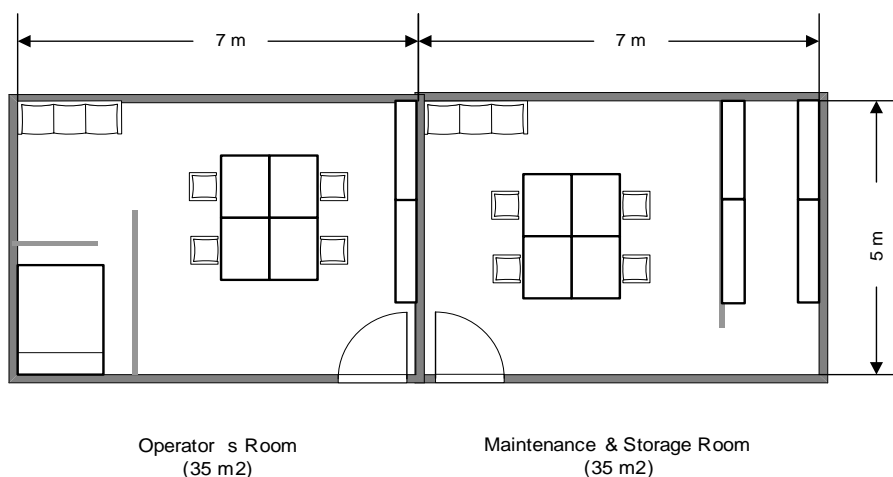 7 m
7 m
5 m
Operator s Room
(35 m2)
Maintenance & Storage Room
(35 m2)